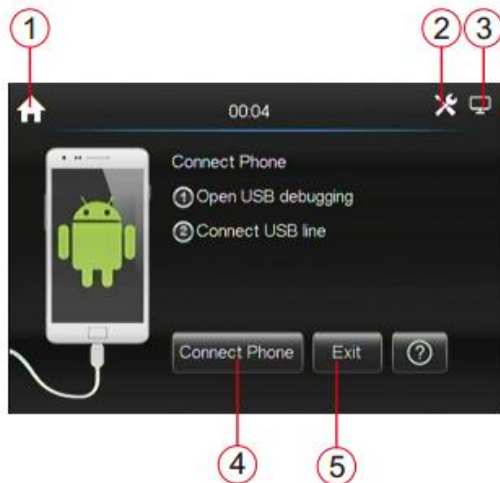 1 2 3
00:04
Connect Phone
1 Open USB debugging
2 Connect USB line
Connect Phone Exit ?
4 5